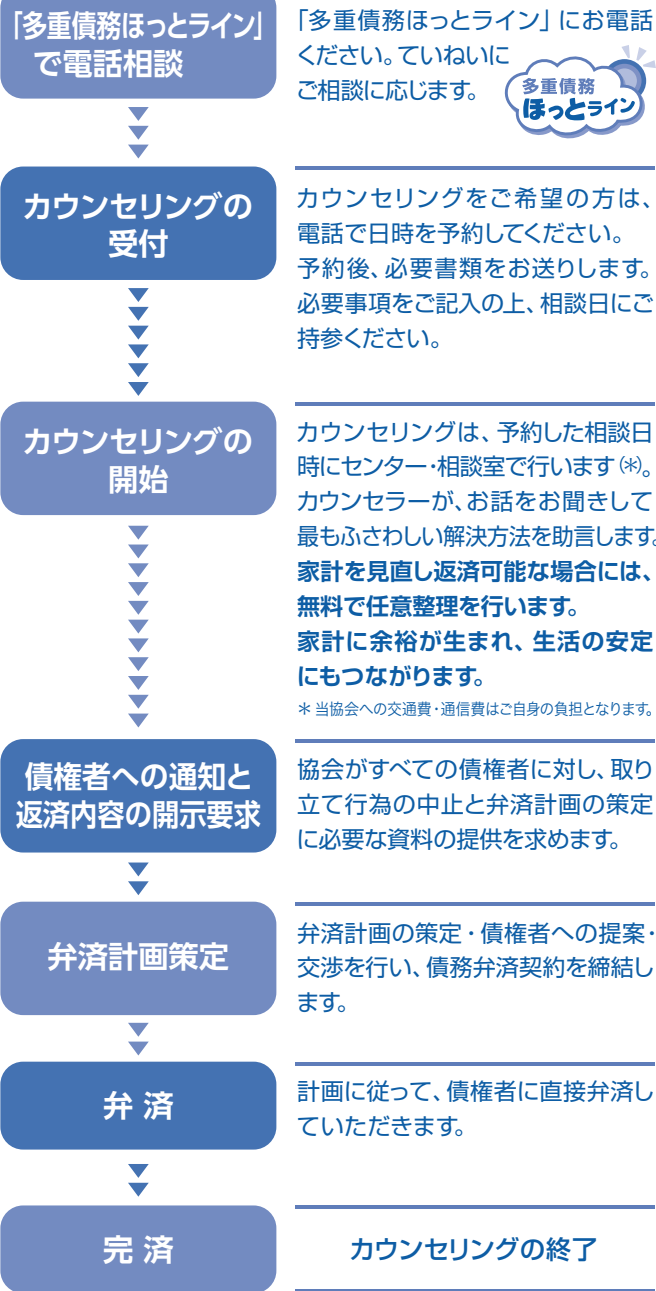 「多重債務ほっとライン」
で電話相談
「多重債務ほっとライン」にお電話
ください。ていねいに
ご相談に応じます。
多重債務
ほっとライン
カウンセリングの
受付
カウンセリングをご希望の方は、
電話で日時を予約してください。
予約後、必要書類をお送りします。
必要事項をご記入の上、相談日にご
持参ください。
カウンセリングの
開始
カウンセリングは、予約した相談日
時にセンター・相談室で行います(＊)。
カウンセラーが、お話をお聞きして
最もふさわしい解決方法を助言します。
家計を見直し返済可能な場合には、
無料で任意整理を行います。
家計に余裕が生まれ、生活の安定
にもつながります。
＊当協会への交通費・通信費はご自身の負担となります。
債権者への通知と
返済内容の開示要求
協会がすべての債権者に対し、取り
立て行為の中止と弁済計画の策定
に必要な資料の提供を求めます。
弁済計画策定
弁済計画の策定・債権者への提案・
交渉を行い、債務弁済契約を締結し
ます。
弁 済
計画に従って、債権者に直接弁済し
ていただきます。
完 済
カウンセリングの終了